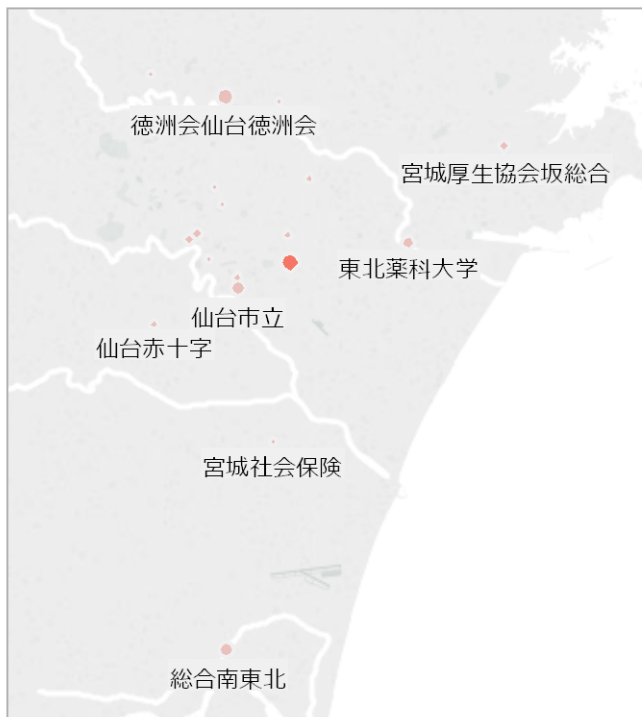 徳洲会仙台徳洲会
宮城厚生協会坂総合
東北薬科大学
仙台市立
仙台赤十字
宮城社会保険
総合南東北